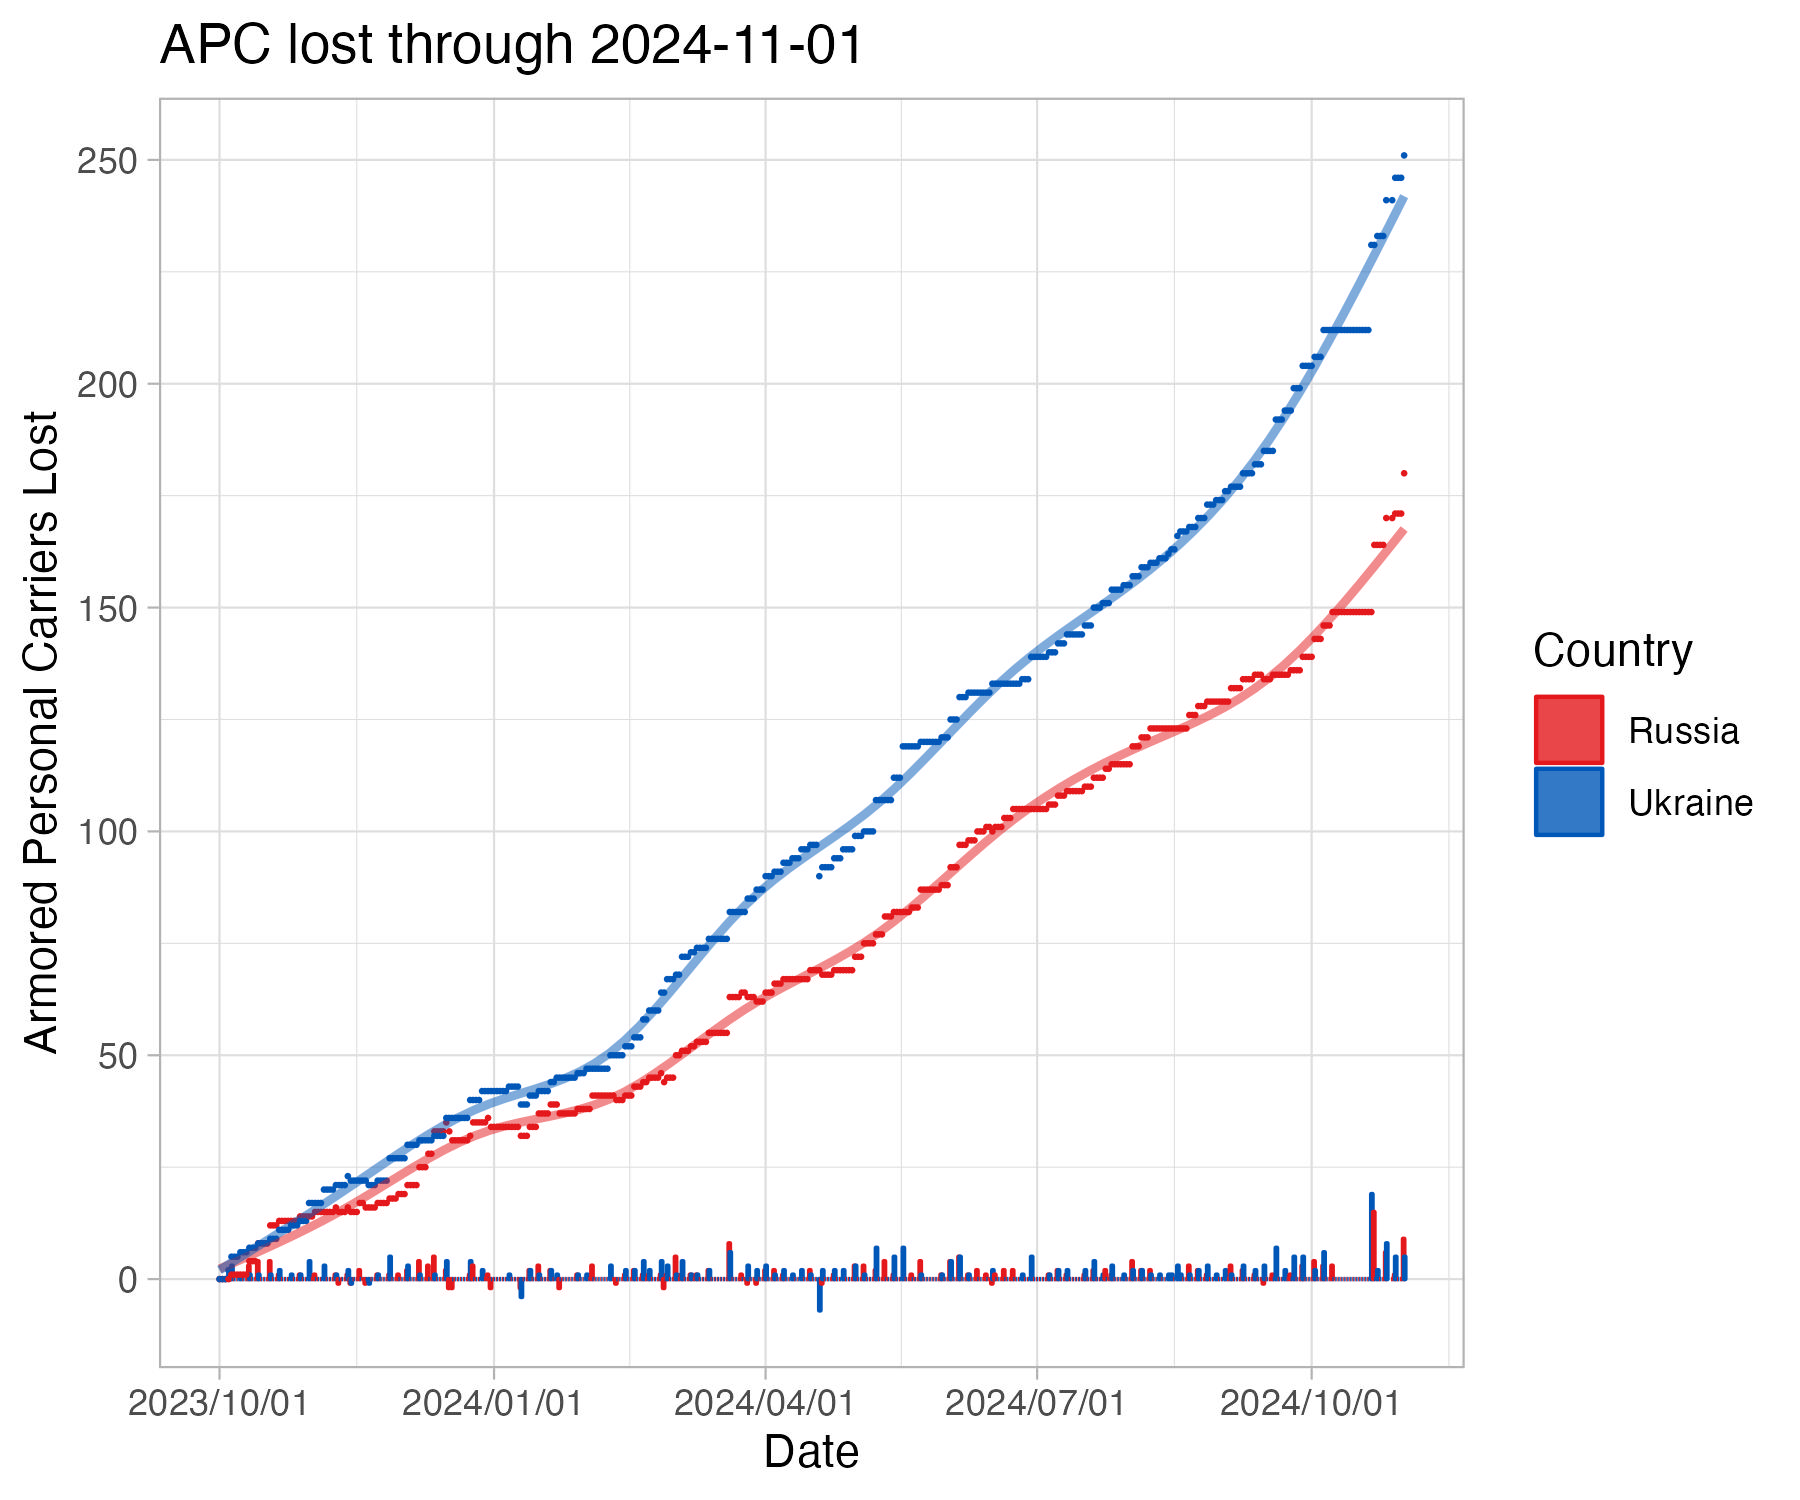 APC lost through 2024-11-01
Armored Personal Carriers Lost
250
200
150
100
50
0
2023/10/01
2024/01/01
2024/04/01
2024/07/01
2024/10/01
Date
Country
Russia
Ukraine